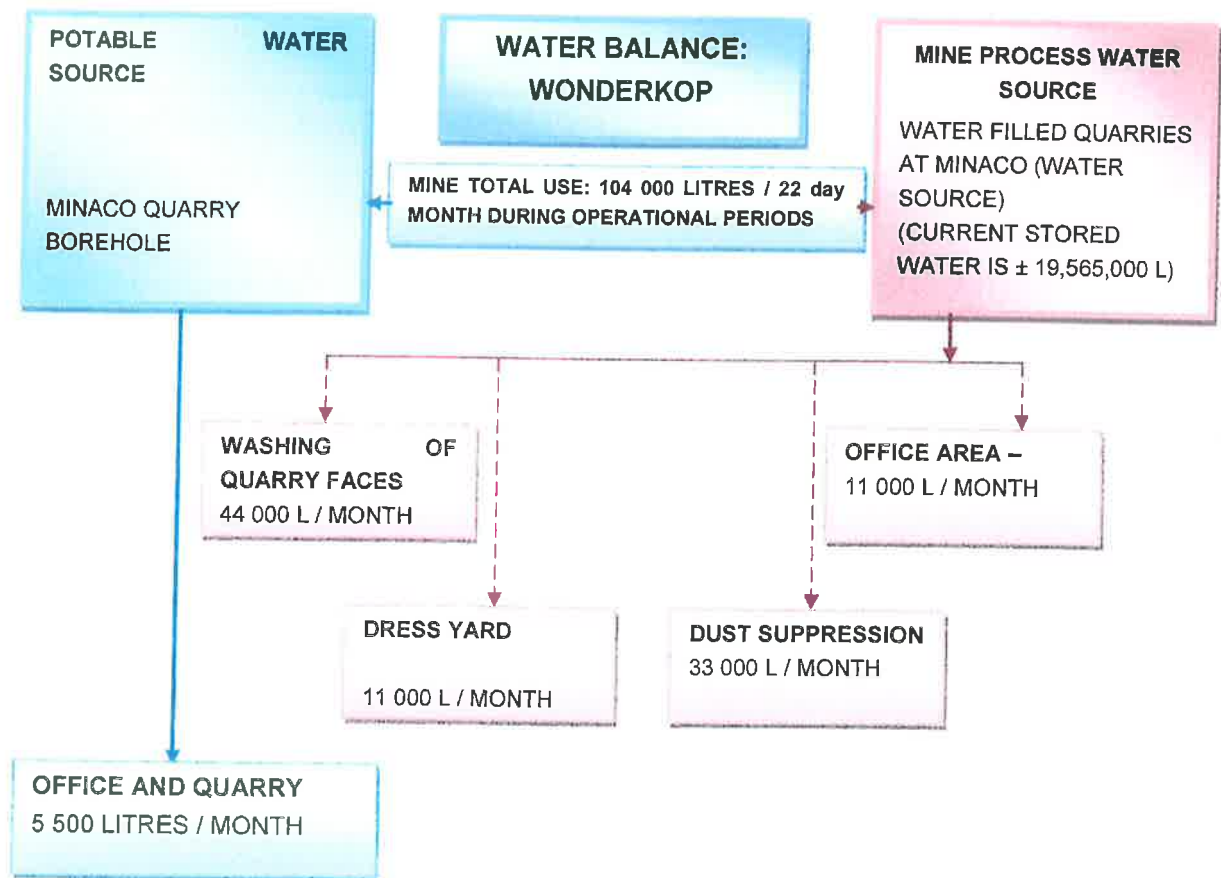 POTABLE WATER
SOURCE
MINACO QUARRY
BOREHOLE
WATER BALANCE:
WONDERKOP
MINE TOTAL USE: 104 000 LITRES / 22 day
MONTH DURING OPERATIONAL PERIODS
MINE PROCESS WATER
SOURCE
WATER FILLED QUARRIES
AT MINACO (WATER
SOURCE)
(CURRENT STORED
WATER IS ± 19,565,000 L)
WASHING OF
QUARRY FACES
44 000 L / MONTH
OFFICE AREA –
11 000 L / MONTH
DRESS YARD
11 000 L / MONTH
DUST SUPPRESSION
33 000 L / MONTH
OFFICE AND QUARRY
5 500 LITRES / MONTH